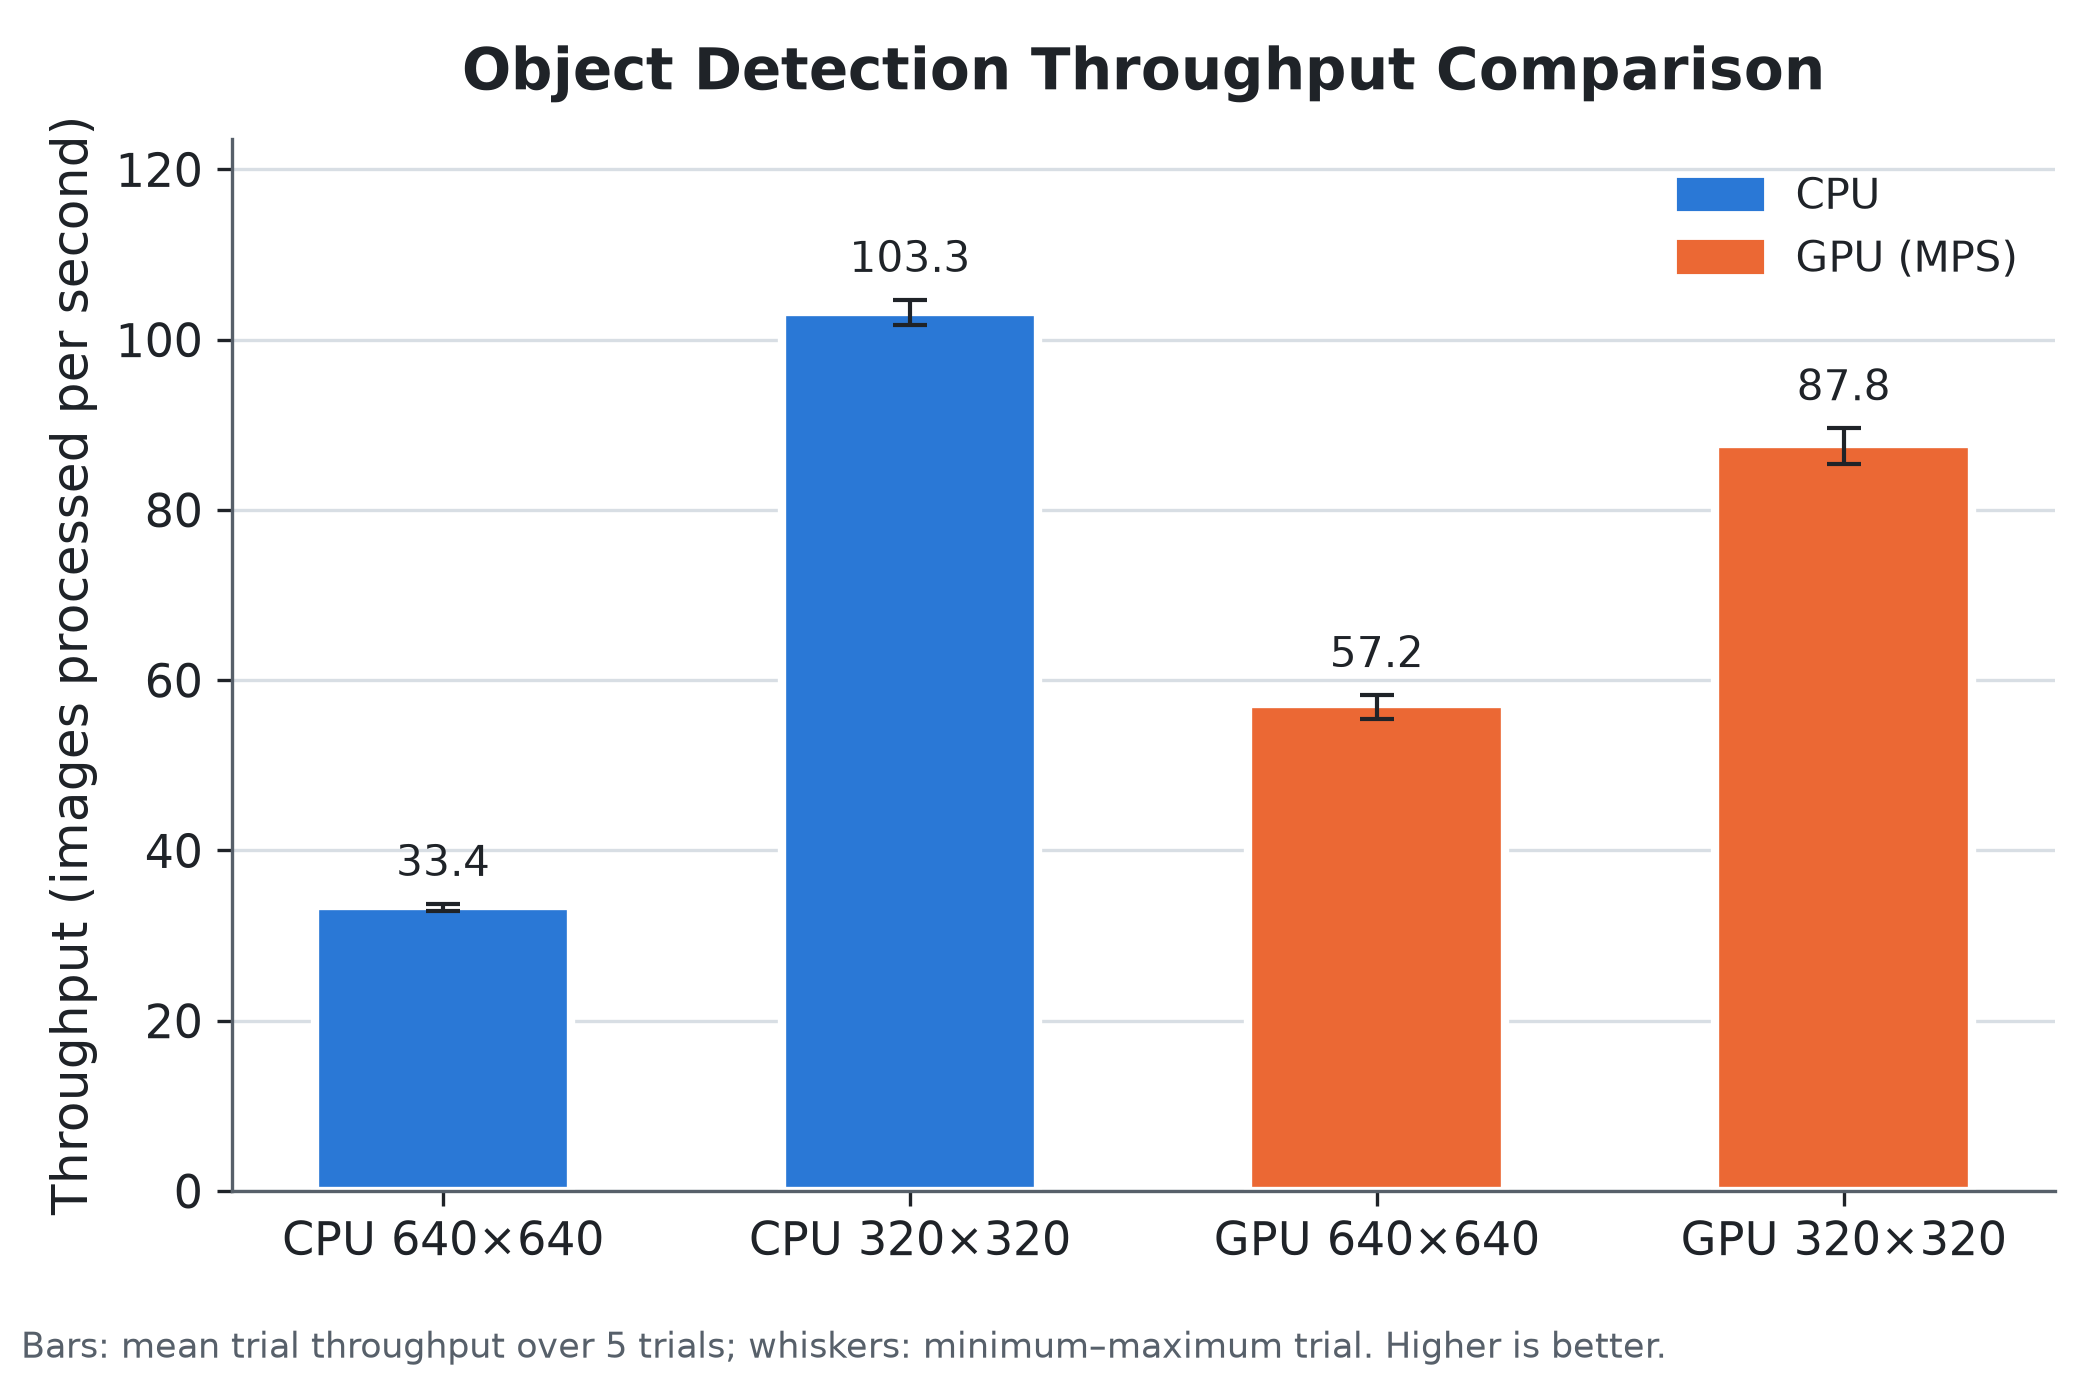 Object Detection Throughput Comparison
Throughput (images processed per second)
120
100
80
60
40
20
0
CPU
GPU (MPS)
33.4
103.3
57.2
87.8
CPU 640×640
CPU 320×320
GPU 640×640
GPU 320×320
Bars: mean trial throughput over 5 trials; whiskers: minimum–maximum trial. Higher is better.